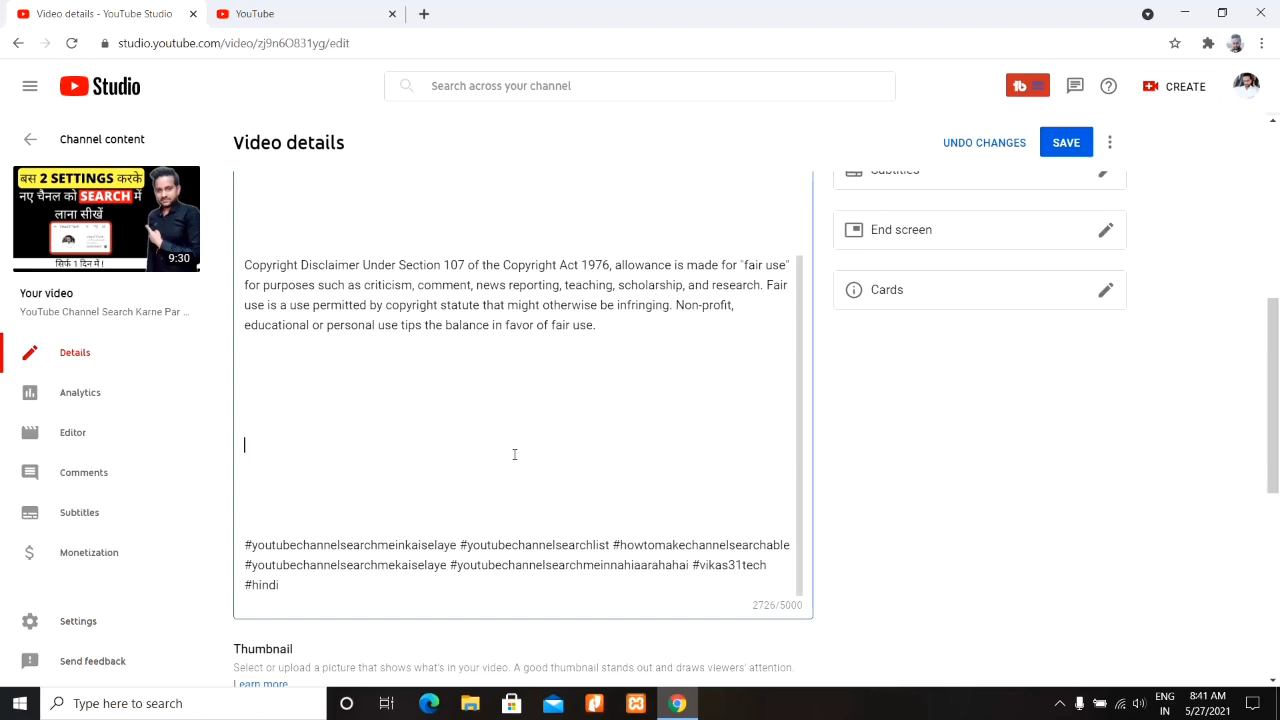 Video details - YouTube Studio
YouTube
studio.youtube.com/video/zj9n6O831yg/edit
Studio
Search across your channel
CREATE
Channel content
Video details
UNDO CHANGES
SAVE
बस 2 SETTINGS करके
नए चैनल को SEARCH में
लाना सीखें
सिर्फ 1 दिन में !
9:30
Your video
YouTube Channel Search Karne Par ...
Details
Analytics
Editor
Comments
Subtitles
Monetization
Settings
Send feedback
Copyright Disclaimer Under Section 107 of the Copyright Act 1976, allowance is made for "fair use"
for purposes such as criticism, comment, news reporting, teaching, scholarship, and research. Fair
use is a use permitted by copyright statute that might otherwise be infringing. Non-profit,
educational or personal use tips the balance in favor of fair use.
#youtubechannelsearchmeinkaiselaye #youtubechannelsearchlist #howtomakechannelsearchable
#youtubechannelsearchmekaiselaye #youtubechannelsearchmeinnahiaarahahai #vikas31tech
#hindi
2726/5000
Thumbnail
Select or upload a picture that shows what's in your video. A good thumbnail stands out and draws viewers' attention.
Learn more
Subtitles
End screen
Cards
Type here to search
ENG
IN
8:41 AM
5/27/2021